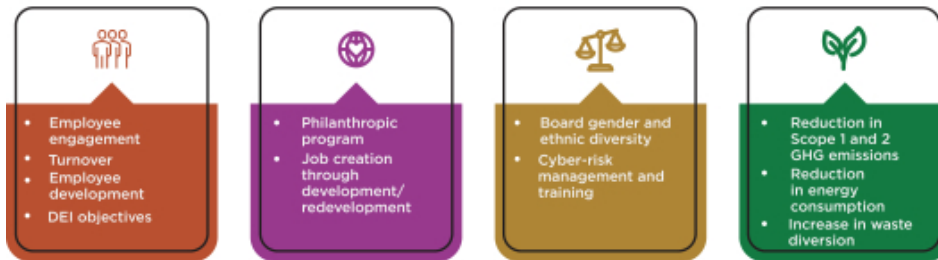 • Employee
engagement
• Turnover
• Employee
development
• DEI objectives
• Philanthropic
program
• Job creation
through
development/
redevelopment
• Board gender and
ethnic diversity
• Cyber-risk
management and
training
• Reduction in
Scope 1 and 2
GHG emissions
• Reduction
in energy
consumption
• Increase in waste
diversion